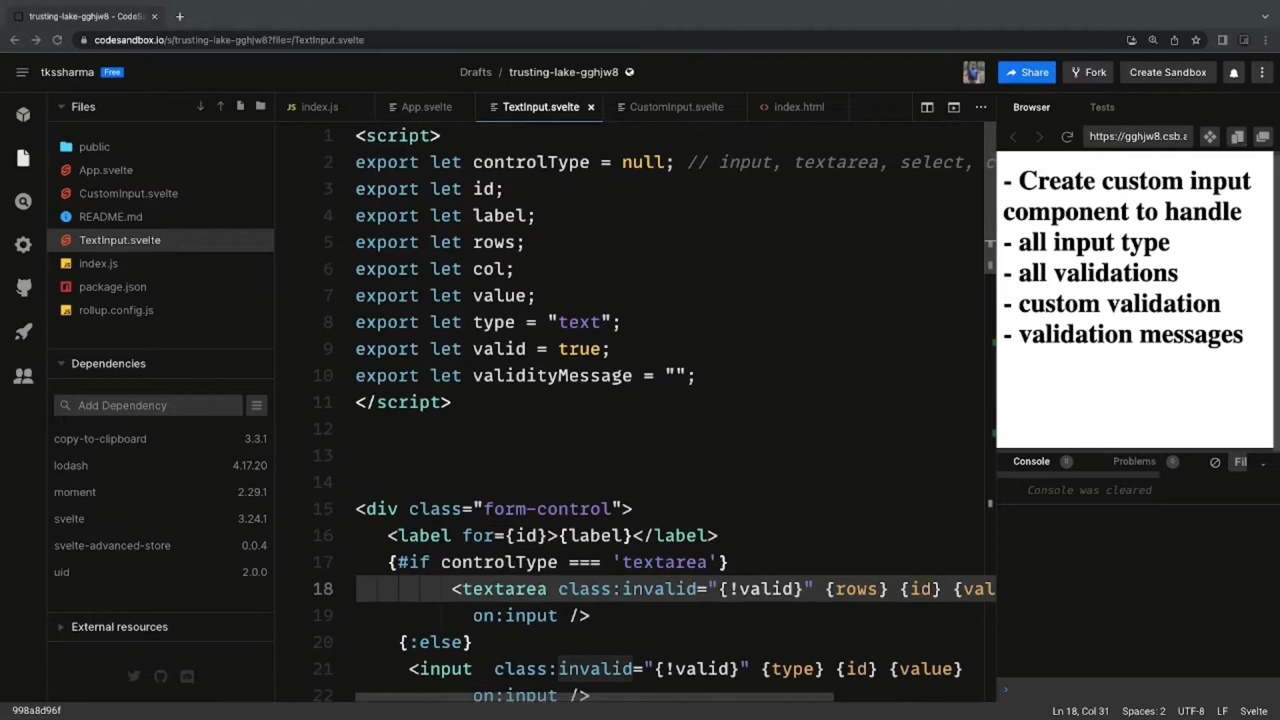 trusting-lake-gghjw8 - CodeS
codesandbox.io/s/trusting-lake-gghjw8?file=/TextInput.svelte
tkssharma Free
Drafts / trusting-lake-gghjw8
Share
Fork
Create Sandbox
Files
index.js
App.svelte
TextInput.svelte
CustomInput.svelte
index.html
Browser
Tests
https://gghjw8.csb.a
public
App.svelte
CustomInput.svelte
README.md
TextInput.svelte
index.js
package.json
rollup.config.js
Dependencies
Add Dependency
copy-to-clipboard 3.3.1
lodash 4.17.20
moment 2.29.1
svelte 3.24.1
svelte-advanced-store 0.0.4
uid 2.0.0
External resources
1 <script>
2 export let controlType = null; // input, textarea, select, c
3 export let id;
4 export let label;
5 export let rows;
6 export let col;
7 export let value;
8 export let type = "text";
9 export let valid = true;
10 export let validityMessage = "";
11 </script>
12
13
14
15 <div class="form-control">
16 <label for={id}>{label}</label>
17 {#if controlType === 'textarea'}
18 <textarea class:invalid="{!valid}" {rows} {id} {val
19 on:input />
20 {:else}
21 <input class:invalid="{!valid}" {type} {id} {value}
22 on:input />
- Create custom input
component to handle
- all input type
- all validations
- custom validation
- validation messages
Console 0
Problems 0
Fil
Console was cleared
998a8d96f
Ln 18, Col 31
Spaces: 2
UTF-8
LF
Svelte